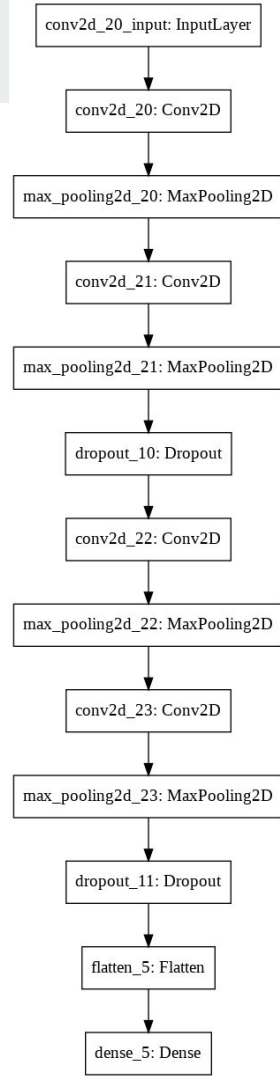 conv2d_20_input: InputLayer
conv2d_20: Conv2D
max_pooling2d_20: MaxPooling2D
conv2d_21: Conv2D
max_pooling2d_21: MaxPooling2D
dropout_10: Dropout
conv2d_22: Conv2D
max_pooling2d_22: MaxPooling2D
conv2d_23: Conv2D
max_pooling2d_23: MaxPooling2D
dropout_11: Dropout
flatten_5: Flatten
dense_5: Dense